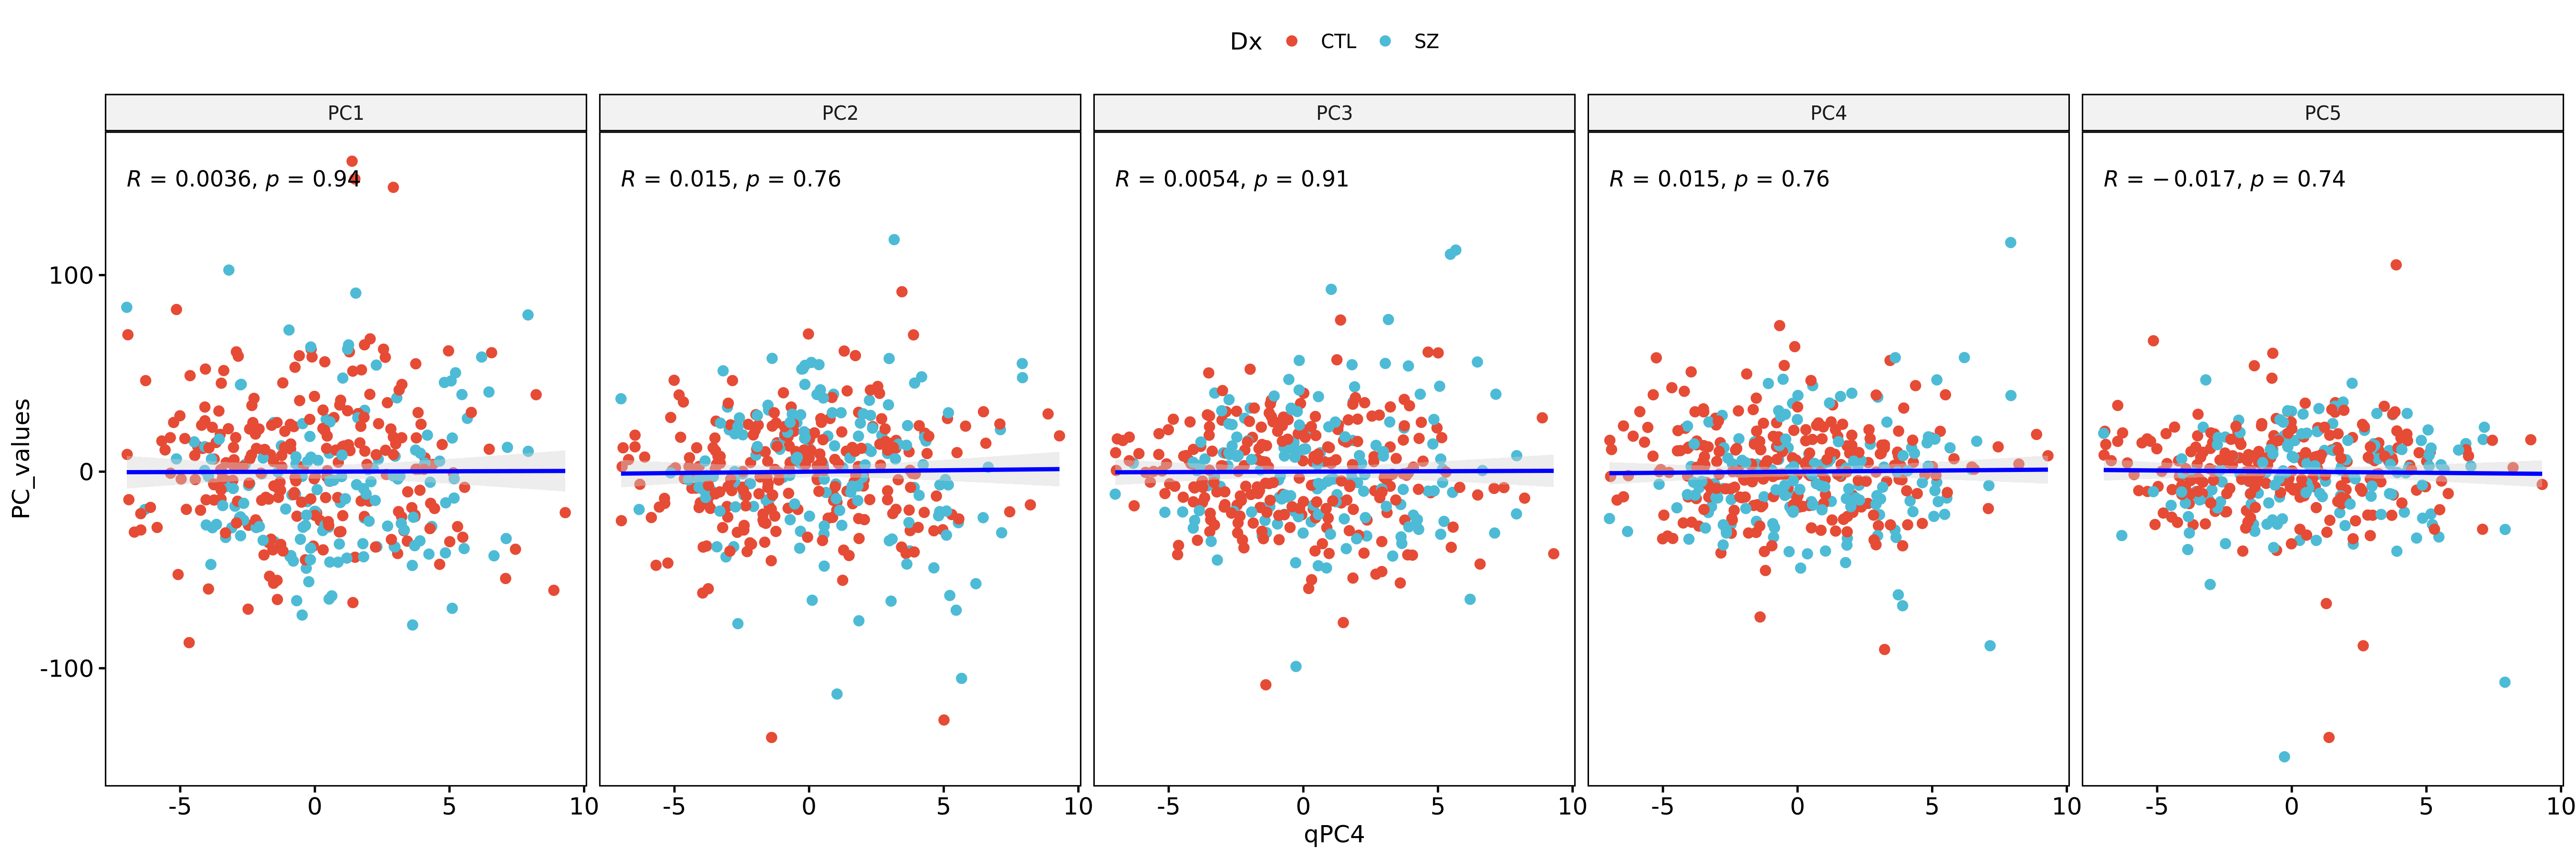 Dx CTL SZ
PC1 PC2 PC3 PC4 PC5
R = 0.0036, p = 0.94 R = 0.015, p = 0.76 R = 0.0054, p = 0.91 R = 0.015, p = 0.76 R = −0.017, p = 0.74
PC_values
100
0
-100
-5 0 5 10 -5 0 5 10 -5 0 5 10 -5 0 5 10 -5 0 5 10
qPC4